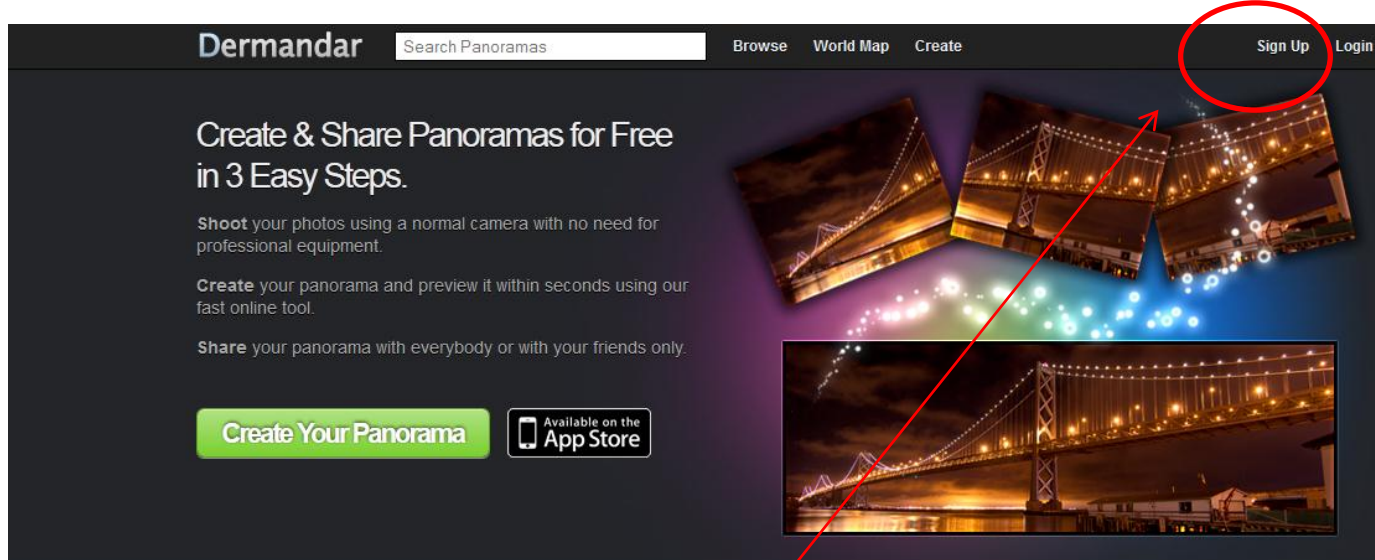 Dermandar
Search Panoramas
Browse World Map Create
Sign Up Login
Create & Share Panoramas for Free
in 3 Easy Steps.
Shoot your photos using a normal camera with no need for
professional equipment.
Create your panorama and preview it within seconds using our
fast online tool.
Share your panorama with everybody or with your friends only.
Create Your Panorama
Available on the
App Store